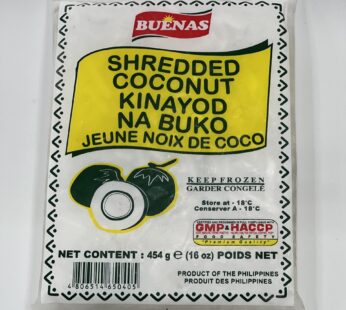 BUENAS
SHREDDED
COCONUT
KINAYOD
NA BUKO
JEUNE NOIX DE COCO
KEEP FROZEN
GARDER CONGELÉ
Store at - 18°C
Conserver A - 18°C
GMP&HACCP
FOOD SAFETY
"Premium Quality"
NET CONTENT : 454 g (16 oz) POIDS NET
4 806514 650405
PRODUCT OF THE PHILIPPINES
PRODUIT DES PHILIPPINES